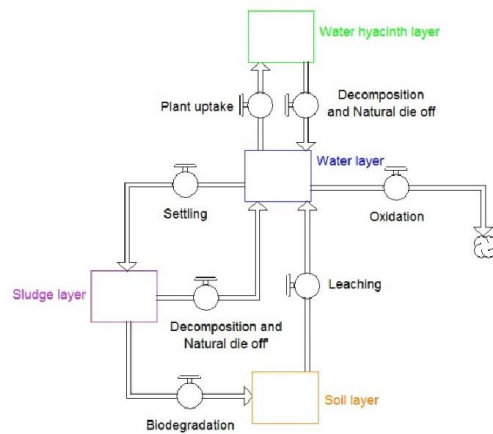 Water hyacinth layer
Plant uptake
Decomposition
and Natural die off
Water layer
Settling
Oxidation
Sludge layer
Leaching
Decomposition and
Natural die off'
Biodegradation
Soil layer